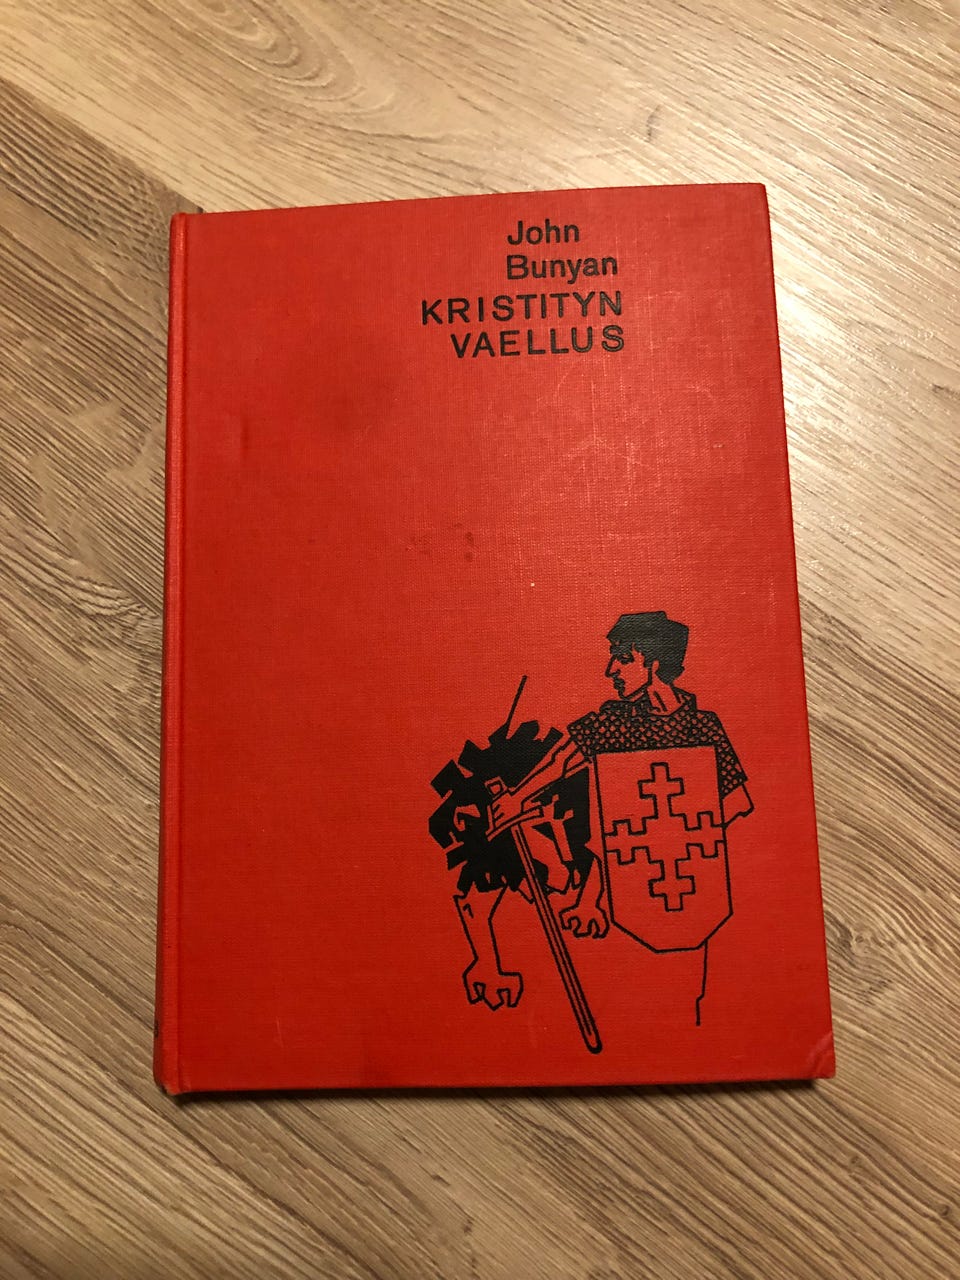 John
Bunyan
KRISTITYN
VAELLUS